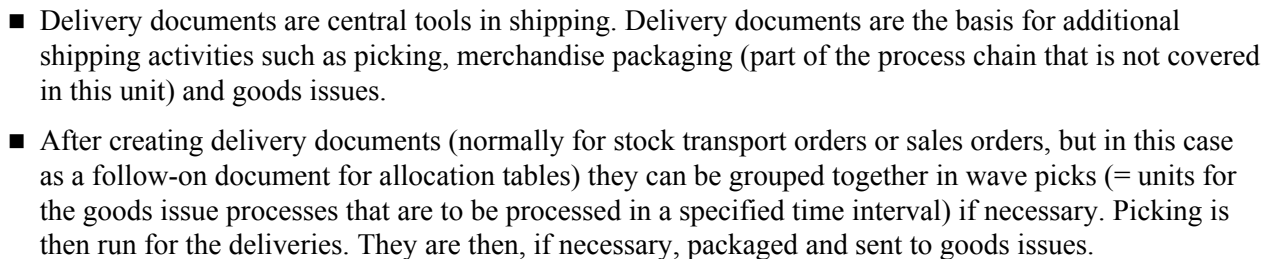 ■ Delivery documents are central tools in shipping. Delivery documents are the basis for additional
shipping activities such as picking, merchandise packaging (part of the process chain that is not covered
in this unit) and goods issues.
■ After creating delivery documents (normally for stock transport orders or sales orders, but in this case
as a follow-on document for allocation tables) they can be grouped together in wave picks (= units for
the goods issue processes that are to be processed in a specified time interval) if necessary. Picking is
then run for the deliveries. They are then, if necessary, packaged and sent to goods issues.